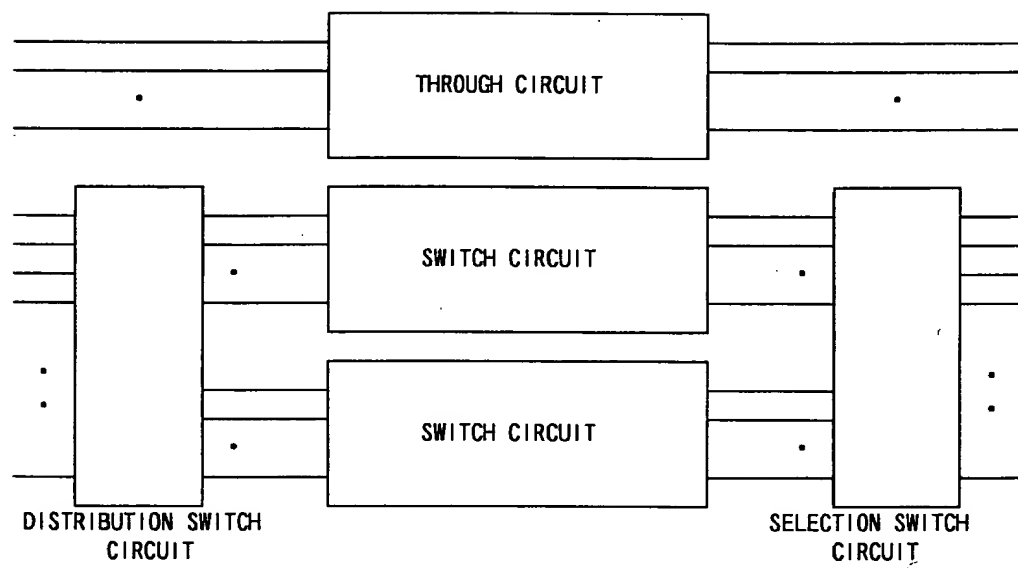 THROUGH CIRCUIT
SWITCH CIRCUIT
SWITCH CIRCUIT
DISTRIBUTION SWITCH
CIRCUIT
SELECTION SWITCH
CIRCUIT